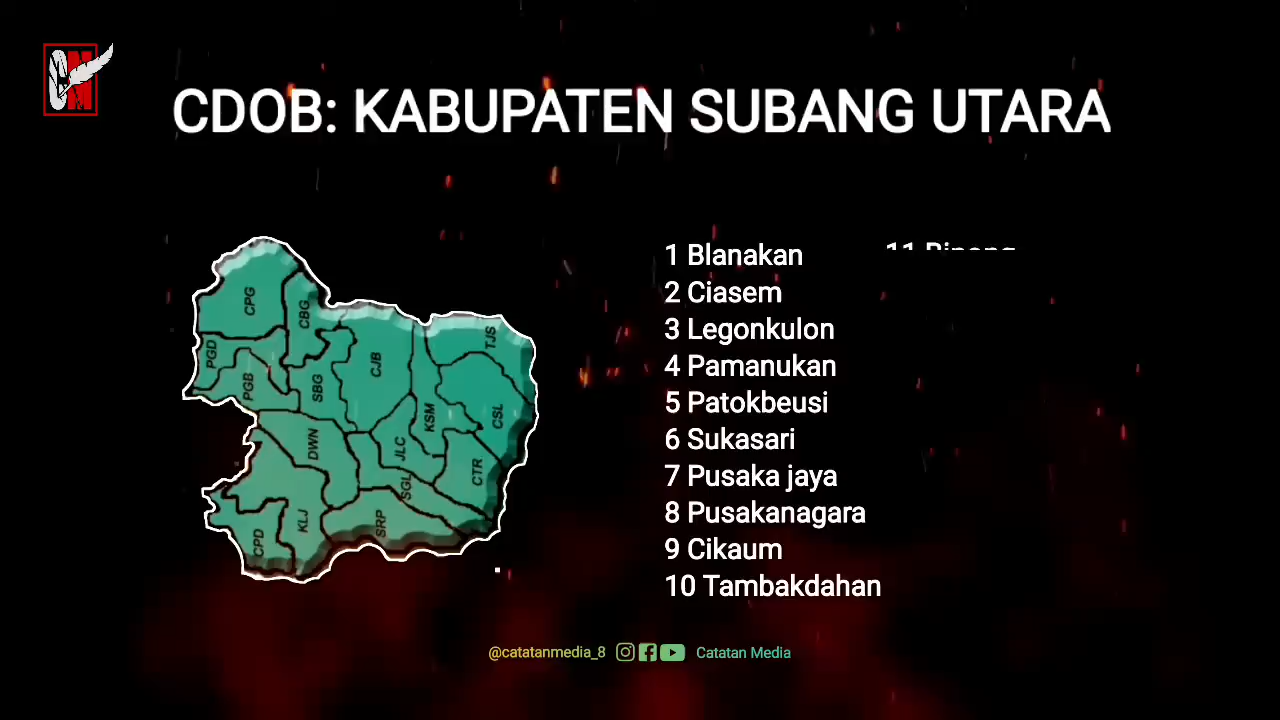 CDOB: KABUPATEN SUBANG UTARA
1 Blanakan
2 Ciasem
3 Legonkulon
4 Pamanukan
5 Patokbeusi
6 Sukasari
7 Pusaka jaya
8 Pusakanagara
9 Cikaum
10 Tambakdahan
CPG
CBG
TJS
PGD
CJB
PGB
SBG
KSM
CSL
DWN
JLC
CTR
SGL
KLJ
SRP
CPD
@catatanmedia_8 Catatan Media